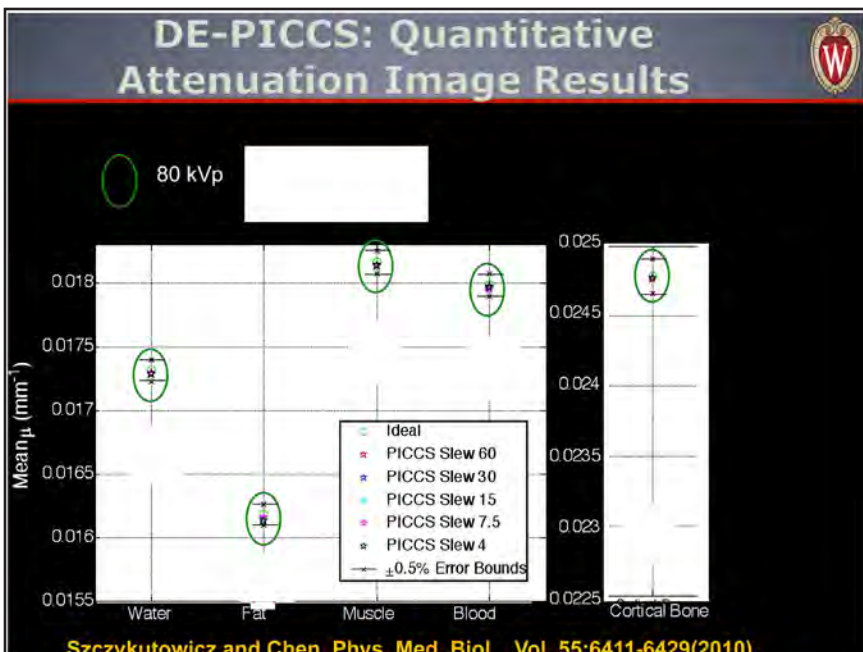 DE-PICCS: Quantitative
Attenuation Image Results
W
80 kVp
Mean μ (mm-1)
0.018
0.0175
0.017
0.0165
0.016
0.0155
Water
Fat
Muscle
Blood
Ideal
PICCS Slew 60
PICCS Slew 30
PICCS Slew 15
PICCS Slew 7.5
PICCS Slew 4
±0.5% Error Bounds
0.025
0.0245
0.024
0.0235
0.023
0.0225
Cortical Bone
Szczykutowicz and Chen, Phys. Med. Biol., Vol. 55:6411-6429(2010)